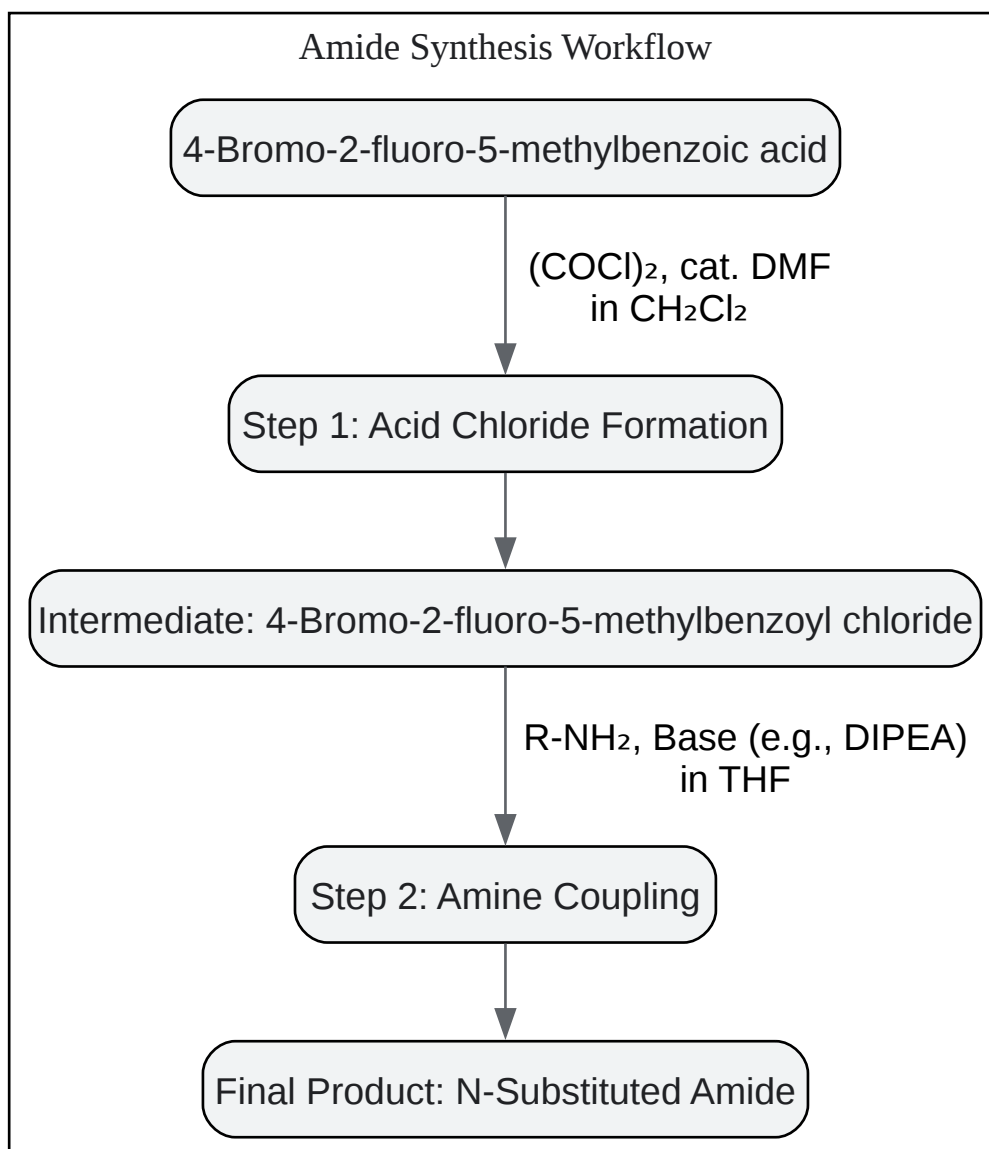 Amide Synthesis Workflow
4-Bromo-2-fluoro-5-methylbenzoic acid
(COCl)₂, cat. DMF
in CH₂Cl₂
Step 1: Acid Chloride Formation
Intermediate: 4-Bromo-2-fluoro-5-methylbenzoyl chloride
R-NH₂, Base (e.g., DIPEA)
in THF
Step 2: Amine Coupling
Final Product: N-Substituted Amide